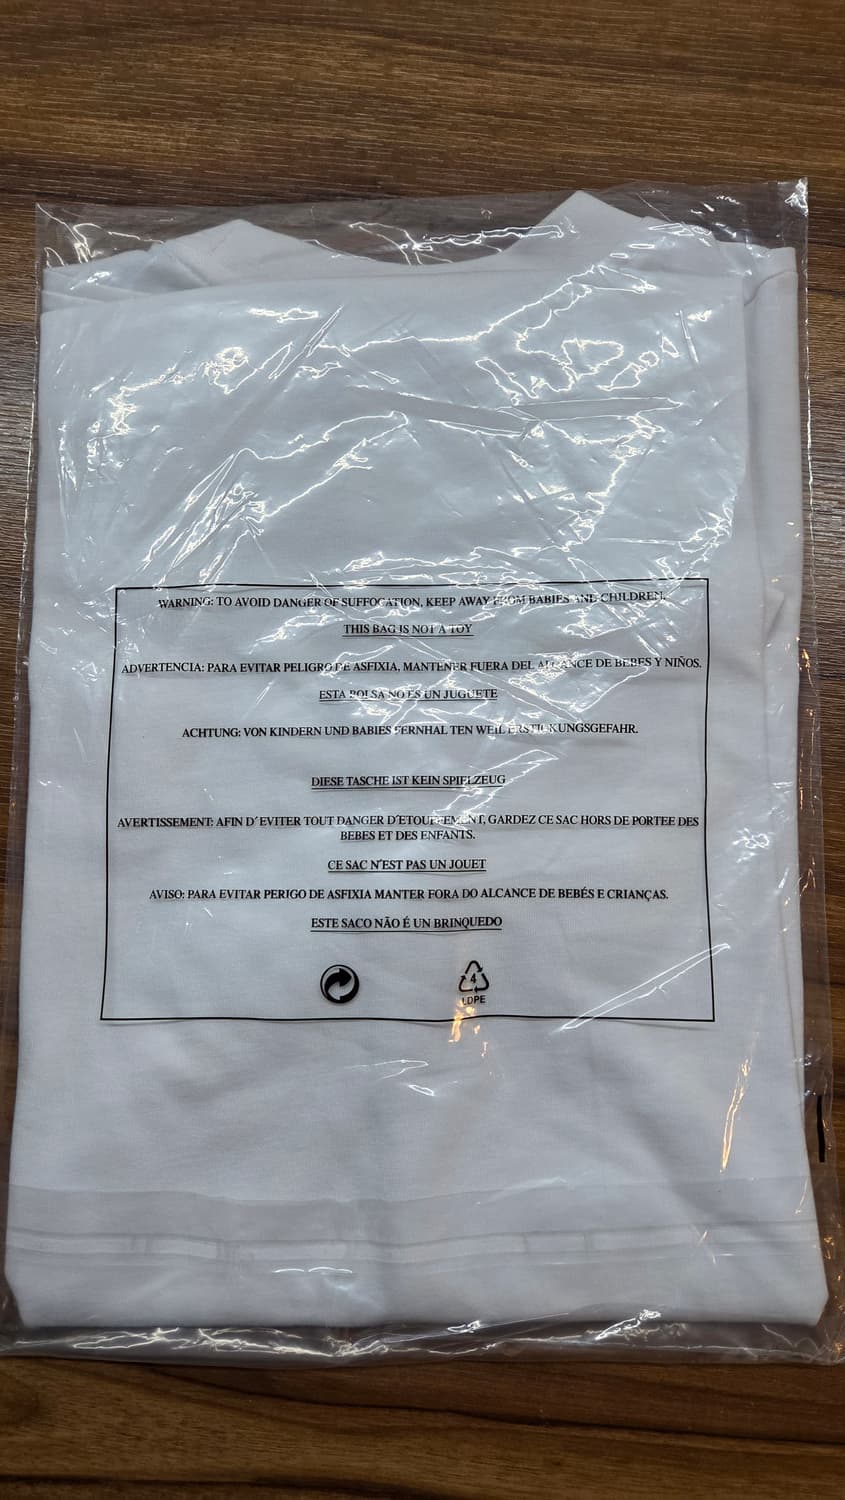 WARNING: TO AVOID DANGER OF SUFFOCATION, KEEP AWAY FROM BABIES AND CHILDREN.
THIS BAG IS NOT A TOY
ADVERTENCIA: PARA EVITAR PELIGRO DE ASFIXIA, MANTENER FUERA DEL ALCANCE DE BEBES Y NIÑOS.
ESTA BOLSA NO ES UN JUGUETE
ACHTUNG: VON KINDERN UND BABIES FERNHAL TEN WEIL ERSTICKUNGSGEFAHR.
DIESE TASCHE IST KEIN SPIELZEUG
AVERTISSEMENT: AFIN D´EVITER TOUT DANGER D´ETOUFFEMENT, GARDEZ CE SAC HORS DE PORTEE DES
BEBES ET DES ENFANTS.
CE SAC N´EST PAS UN JOUET
AVISO: PARA EVITAR PERIGO DE ASFIXIA MANTER FORA DO ALCANCE DE BEBÉS E CRIANÇAS.
ESTE SACO NÃO É UN BRINQUEDO
4
LDPE